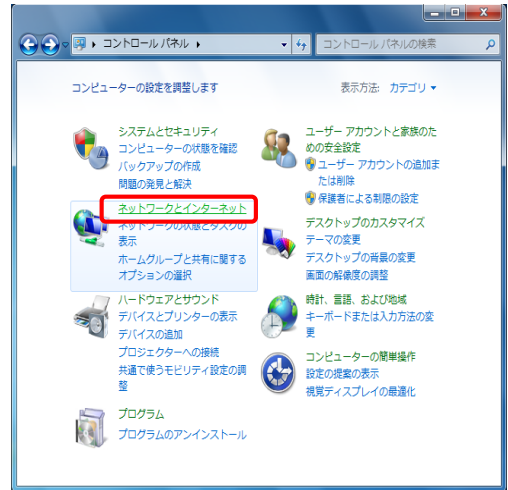 コントロール パネル
コントロール パネルの検索
コンピューターの設定を調整します
表示方法: カテゴリ
システムとセキュリティ
コンピューターの状態を確認
バックアップの作成
問題の発見と解決
ネットワークとインターネット
ネットワークの状態とタスクの
表示
ホームグループと共有に関する
オプションの選択
ハードウェアとサウンド
デバイスとプリンターの表示
デバイスの追加
プロジェクターへの接続
共通で使うモビリティ設定の調
整
プログラム
プログラムのアンインストール
ユーザー アカウントと家族のた
めの安全設定
ユーザー アカウントの追加ま
たは削除
保護者による制限の設定
デスクトップのカスタマイズ
テーマの変更
デスクトップの背景の変更
画面の解像度の調整
時計、言語、および地域
キーボードまたは入力方法の変
更
コンピューターの簡単操作
設定の提案の表示
視覚ディスプレイの最適化